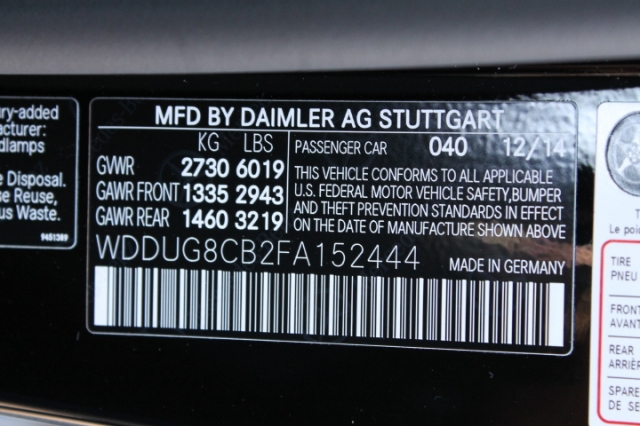 MFD BY DAIMLER AG STUTTGART
KG LBS
GVWR 2730 6019
GAWR FRONT 1335 2943
GAWR REAR 1460 3219
PASSENGER CAR 040 12/14
THIS VEHICLE CONFORMS TO ALL APPLICABLE
U.S. FEDERAL MOTOR VEHICLE SAFETY, BUMPER
AND THEFT PREVENTION STANDARDS IN EFFECT
ON THE DATE OF MANUFACTURE SHOWN ABOVE
WDDUG8CB2FA152444 MADE IN GERMANY
ry-added
acturer:
dlamps
e Disposal.
se Reuse,
us Waste.
9451389
Le poi
TIRE
PNEU
FRONT
AVANT
REAR
ARRIÈR
SPARE
DE SE